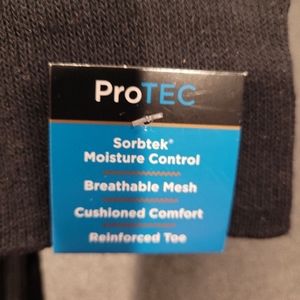 ProTEC
Sorbtek®
Moisture Control
Breathable Mesh
Cushioned Comfort
Reinforced Toe